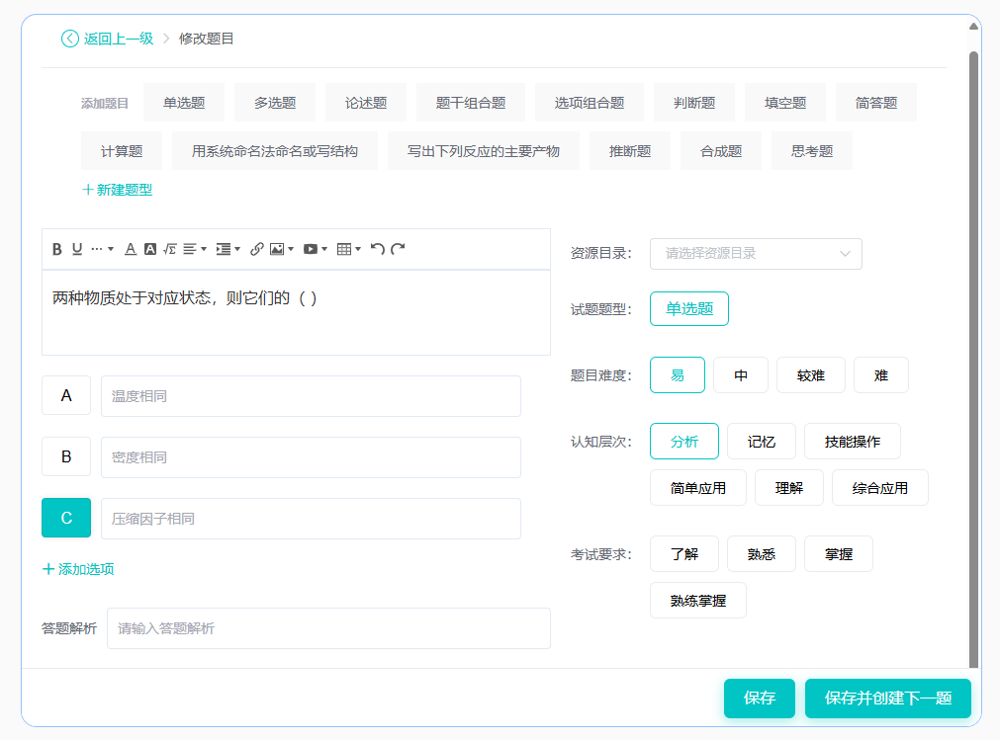 返回上一级 > 修改题目
添加题目 单选题 多选题 论述题 题干组合题 选项组合题 判断题 填空题 简答题
计算题 用系统命名法命名或写结构 写出下列反应的主要产物 推断题 合成题 思考题
+新建题型
两种物质处于对应状态，则它们的（ ）
A 温度相同
B 密度相同
C 压缩因子相同
+添加选项
答题解析 请输入答题解析
资源目录： 请选择资源目录
试题题型： 单选题
题目难度： 易 中 较难 难
认知层次： 分析 记忆 技能操作
简单应用 理解 综合应用
考试要求： 了解 熟悉 掌握
熟练掌握
保存 保存并创建下一题